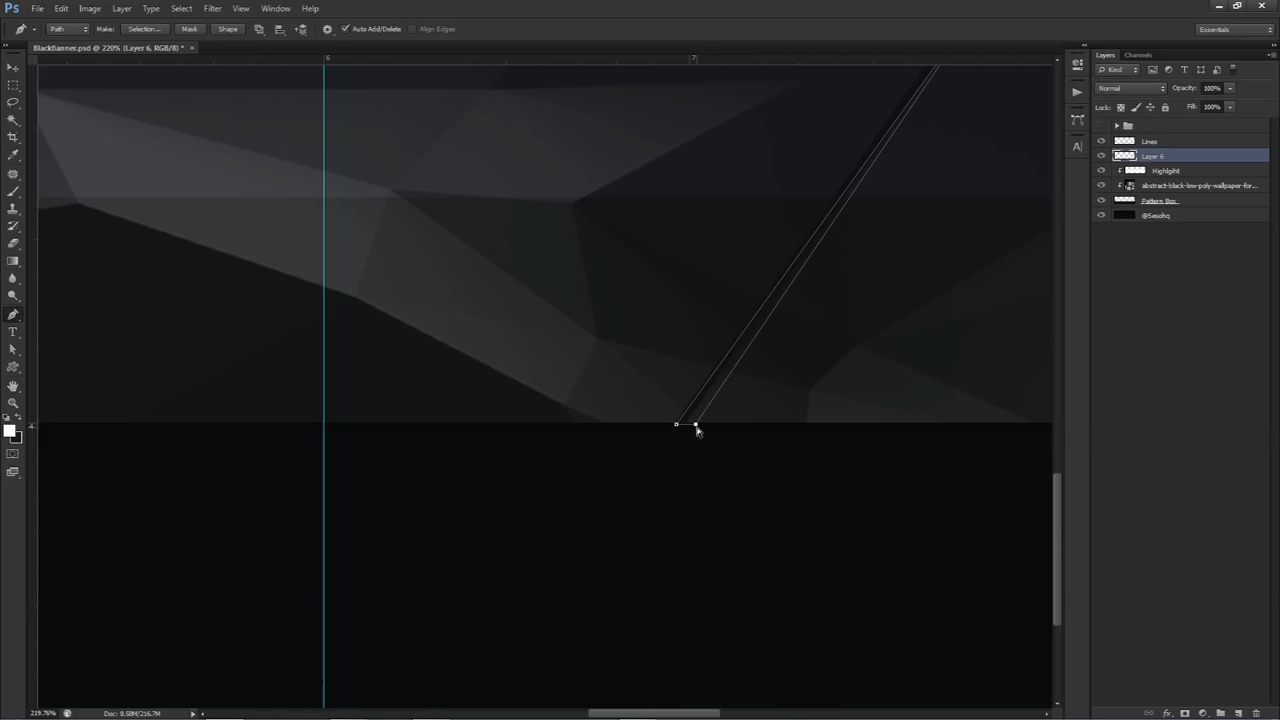 Ps File Edit Image Layer Type Select Filter View Window Help
Path Make: Selection... Mask Shape Auto Add/Delete Align Edges Essentials
BlackBanner.psd @ 220% (Layer 6, RGB/8) * ×
6 7
4
Layers Channels
Kind
Normal Opacity: 100%
Lock: Fill: 100%
Lines
Layer 6
Highlight
abstract-black-low-poly-wallpaper-for...
Pattern Box
@Sesohq
219.76% Doc: 8.58M/216.7M